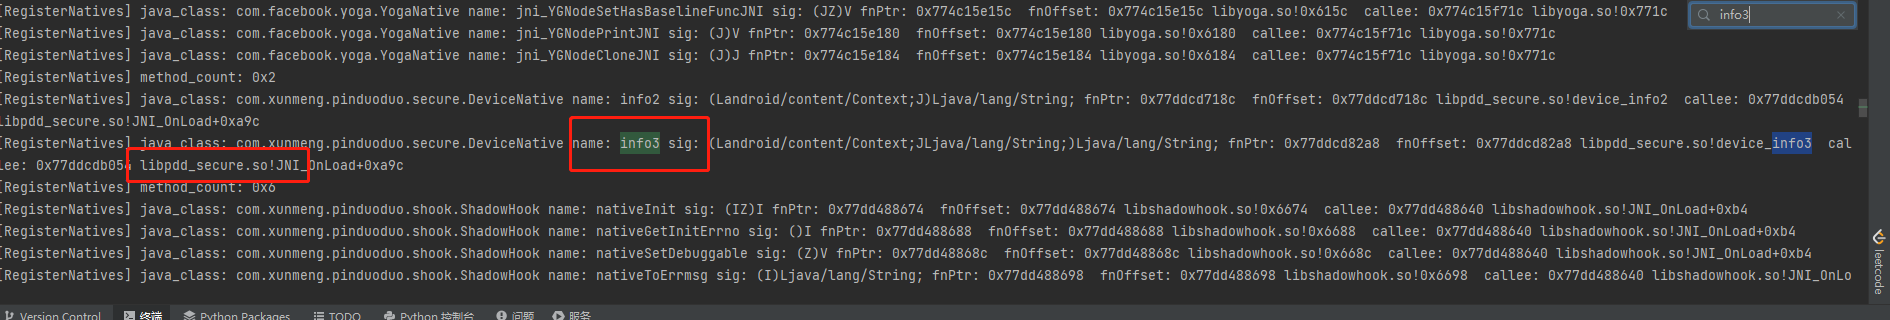 [RegisterNatives] java_class: com.facebook.yoga.YogaNative name: jni_YGNodeSetHasBaselineFuncJNI sig: (JZ)V fnPtr: 0x774c15e15c  fnOffset: 0x774c15e15c libyoga.so!0x615c  callee: 0x774c15f71c libyoga.so!0x771c
info3
[RegisterNatives] java_class: com.facebook.yoga.YogaNative name: jni_YGNodePrintJNI sig: (J)V fnPtr: 0x774c15e180  fnOffset: 0x774c15e180 libyoga.so!0x6180  callee: 0x774c15f71c libyoga.so!0x771c
[RegisterNatives] java_class: com.facebook.yoga.YogaNative name: jni_YGNodeCloneJNI sig: (J)J fnPtr: 0x774c15e184  fnOffset: 0x774c15e184 libyoga.so!0x6184  callee: 0x774c15f71c libyoga.so!0x771c
[RegisterNatives] method_count: 0x2
[RegisterNatives] java_class: com.xunmeng.pinduoduo.secure.DeviceNative name: info2 sig: (Landroid/content/Context;J)Ljava/lang/String; fnPtr: 0x77ddcd718c  fnOffset: 0x77ddcd718c libpdd_secure.so!device_info2  callee: 0x77ddcdb054
libpdd_secure.so!JNI_OnLoad+0xa9c
[RegisterNatives] java_class: com.xunmeng.pinduoduo.secure.DeviceNative name: info3 sig: (Landroid/content/Context;JLjava/lang/String;)Ljava/lang/String; fnPtr: 0x77ddcd82a8  fnOffset: 0x77ddcd82a8 libpdd_secure.so!device_info3  cal
lee: 0x77ddcdb054 libpdd_secure.so!JNI_OnLoad+0xa9c
[RegisterNatives] method_count: 0x6
[RegisterNatives] java_class: com.xunmeng.pinduoduo.shook.ShadowHook name: nativeInit sig: (IZ)I fnPtr: 0x77dd488674  fnOffset: 0x77dd488674 libshadowhook.so!0x6674  callee: 0x77dd488640 libshadowhook.so!JNI_OnLoad+0xb4
[RegisterNatives] java_class: com.xunmeng.pinduoduo.shook.ShadowHook name: nativeGetInitErrno sig: ()I fnPtr: 0x77dd488688  fnOffset: 0x77dd488688 libshadowhook.so!0x6688  callee: 0x77dd488640 libshadowhook.so!JNI_OnLoad+0xb4
[RegisterNatives] java_class: com.xunmeng.pinduoduo.shook.ShadowHook name: nativeSetDebuggable sig: (Z)V fnPtr: 0x77dd48868c  fnOffset: 0x77dd48868c libshadowhook.so!0x668c  callee: 0x77dd488640 libshadowhook.so!JNI_OnLoad+0xb4
[RegisterNatives] java_class: com.xunmeng.pinduoduo.shook.ShadowHook name: nativeToErrmsg sig: (I)Ljava/lang/String; fnPtr: 0x77dd488698  fnOffset: 0x77dd488698 libshadowhook.so!0x6698  callee: 0x77dd488640 libshadowhook.so!JNI_OnLo
leetcode
Version Control  终端  Python Packages  TODO  Python 控制台  问题  服务